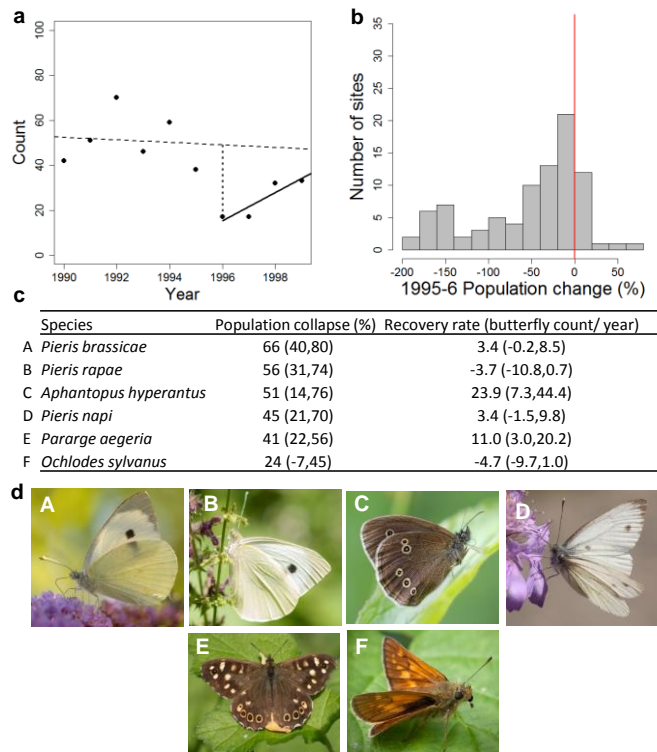 a
Count
100
80
60
40
20
0
1990
1992
1994
1996
1998
Year
b
Number of sites
35
30
25
20
15
10
5
0
-200
-150
-100
-50
0
50
1995-6 Population change (%)
c
Species Population collapse (%) Recovery rate (butterfly count/ year)
A Pieris brassicae 66 (40,80) 3.4 (-0.2,8.5)
B Pieris rapae 56 (31,74) -3.7 (-10.8,0.7)
C Aphantopus hyperantus 51 (14,76) 23.9 (7.3,44.4)
D Pieris napi 45 (21,70) 3.4 (-1.5,9.8)
E Pararge aegeria 41 (22,56) 11.0 (3.0,20.2)
F Ochlodes sylvanus 24 (-7,45) -4.7 (-9.7,1.0)
d
A
B
C
D
E
F